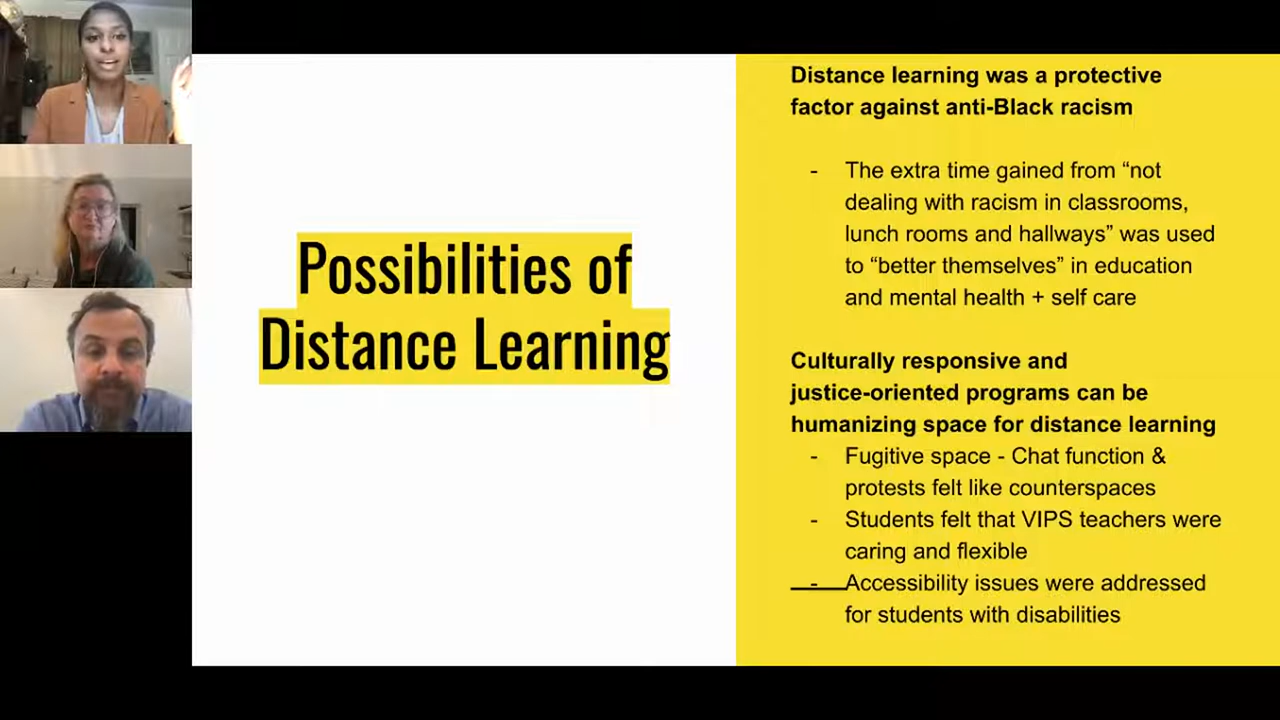 Possibilities of
Distance Learning
Distance learning was a protective
factor against anti-Black racism
- The extra time gained from “not
dealing with racism in classrooms,
lunch rooms and hallways” was used
to “better themselves” in education
and mental health + self care
Culturally responsive and
justice-oriented programs can be
humanizing space for distance learning
- Fugitive space - Chat function &
protests felt like counterspaces
- Students felt that VIPS teachers were
caring and flexible
- Accessibility issues were addressed
for students with disabilities